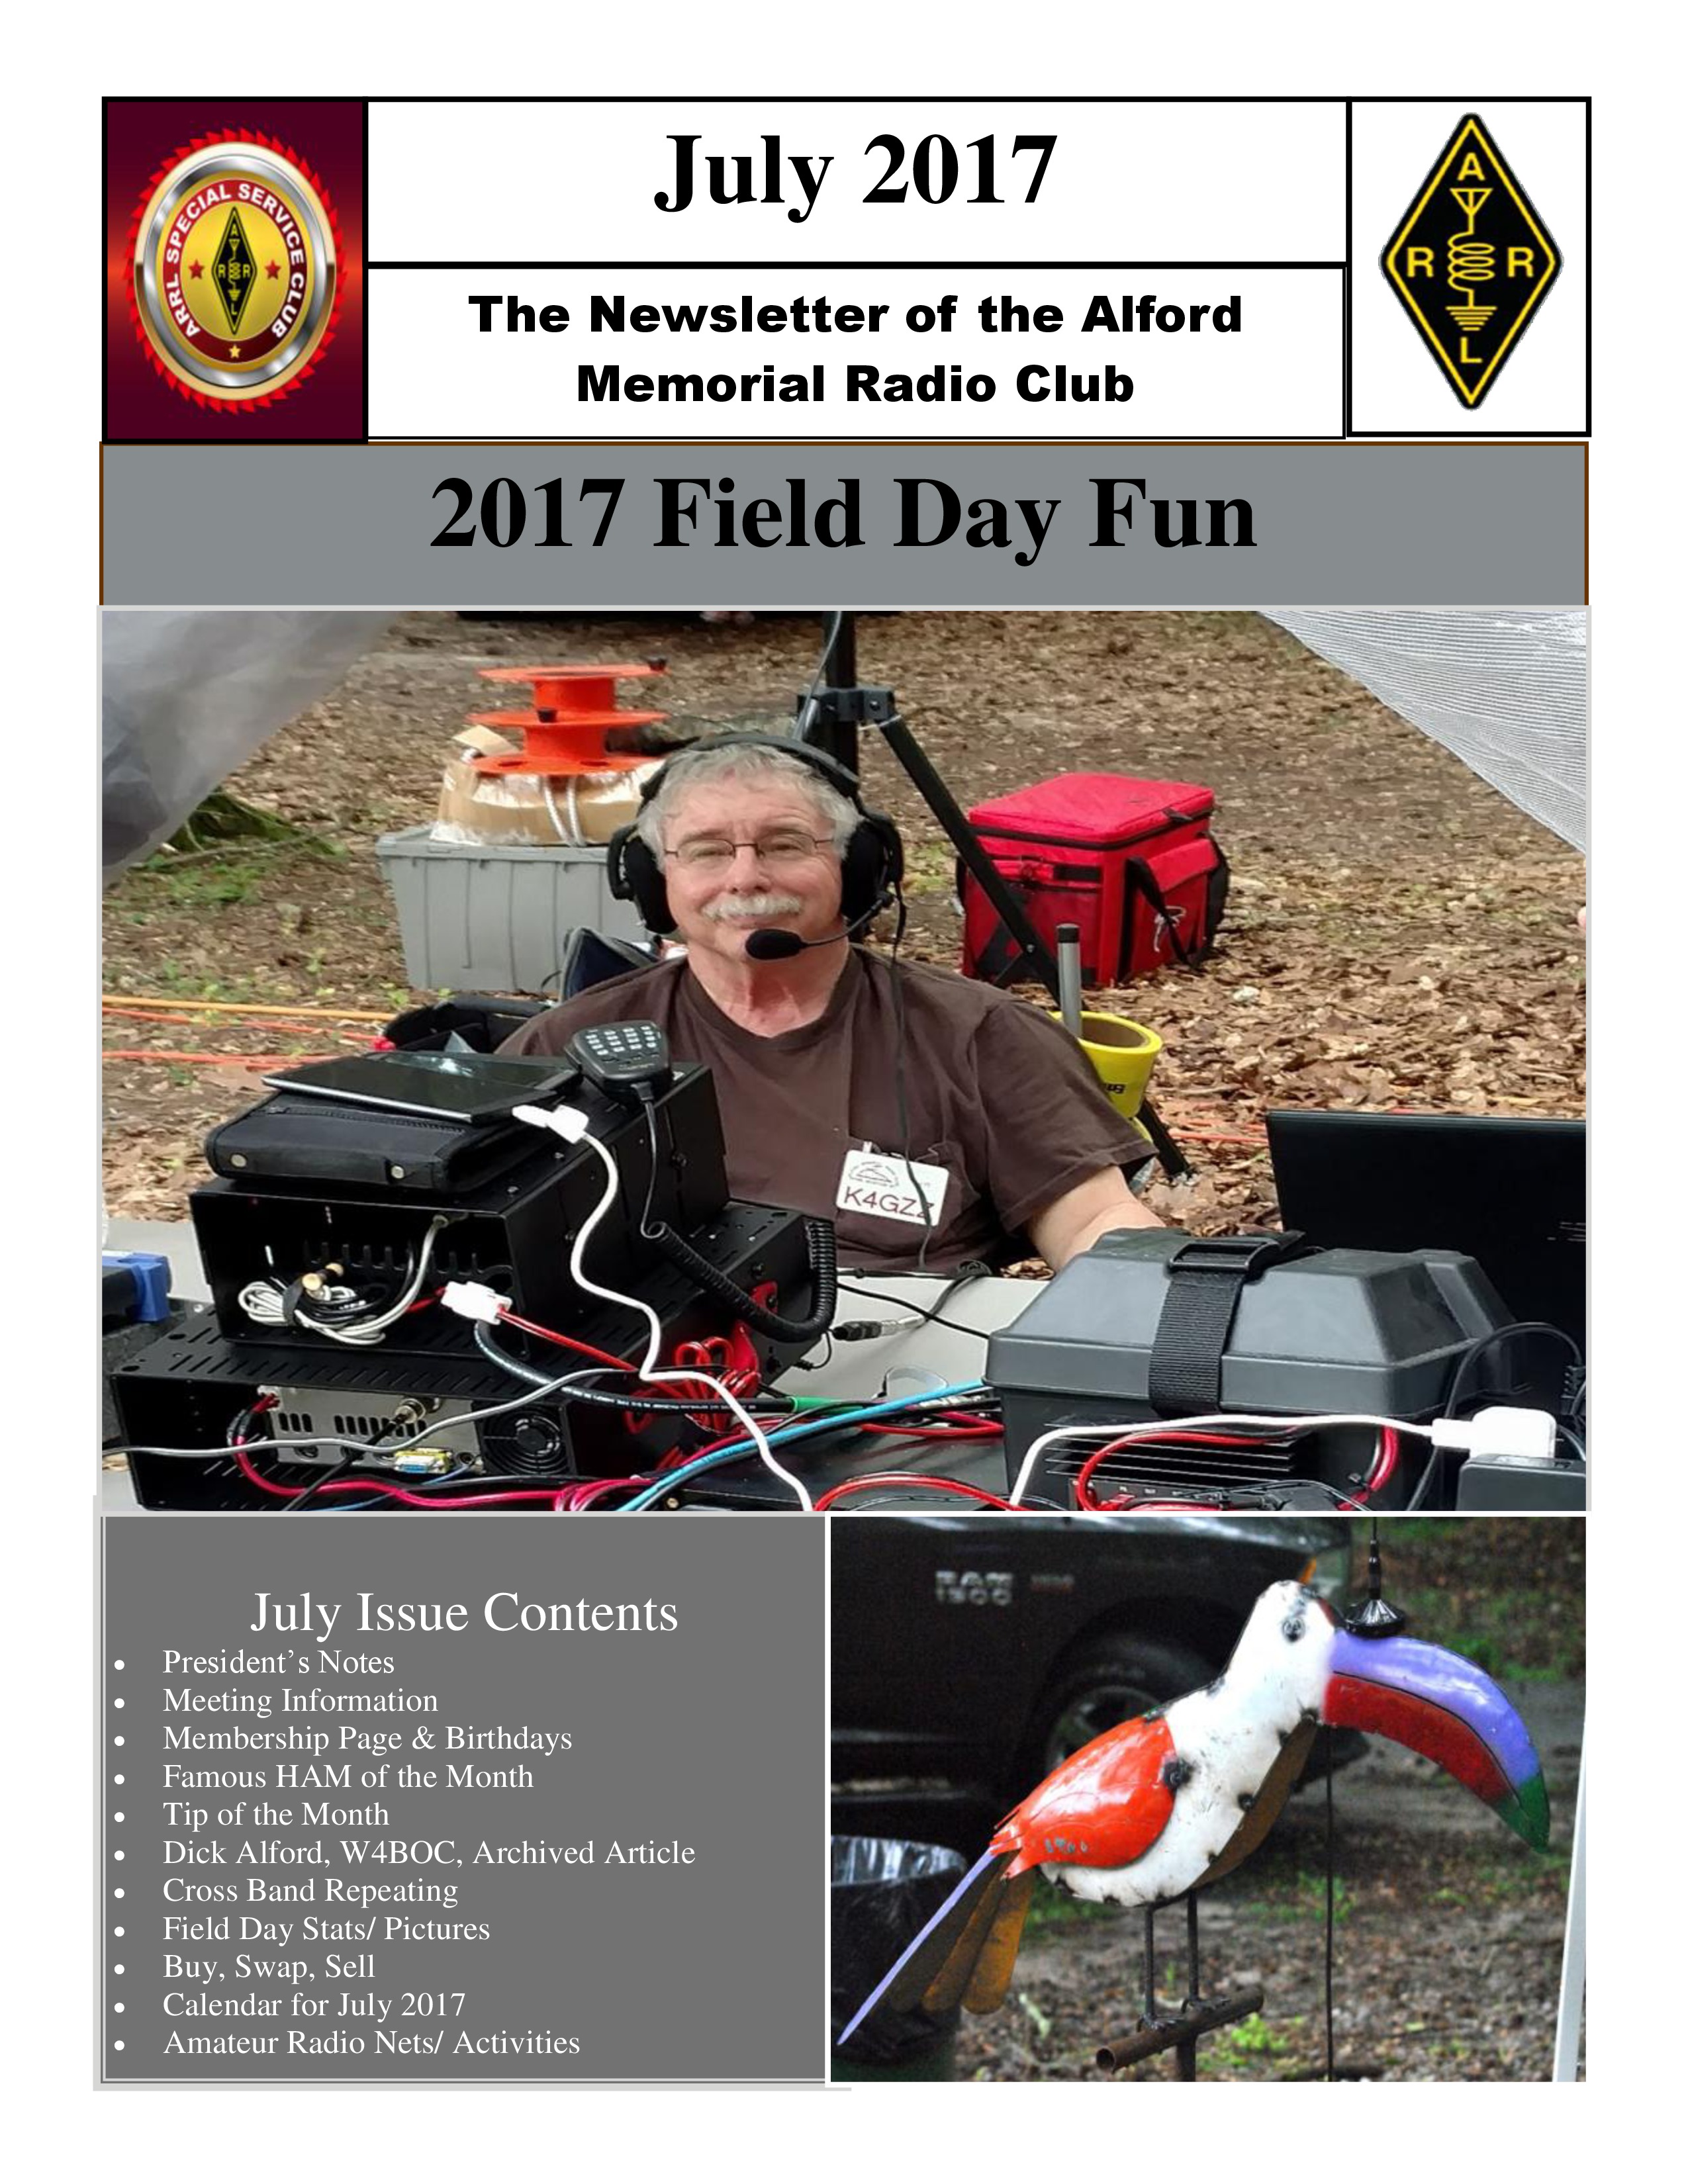 ARRL SPECIAL SERVICE CLUB
A
R R
L
July 2017
The Newsletter of the Alford
Memorial Radio Club
A
R R
L
2017 Field Day Fun
K4GZZ
July Issue Contents
• President's Notes
• Meeting Information
• Membership Page & Birthdays
• Famous HAM of the Month
• Tip of the Month
• Dick Alford, W4BOC, Archived Article
• Cross Band Repeating
• Field Day Stats/ Pictures
• Buy, Swap, Sell
• Calendar for July 2017
• Amateur Radio Nets/ Activities
RAM
1500